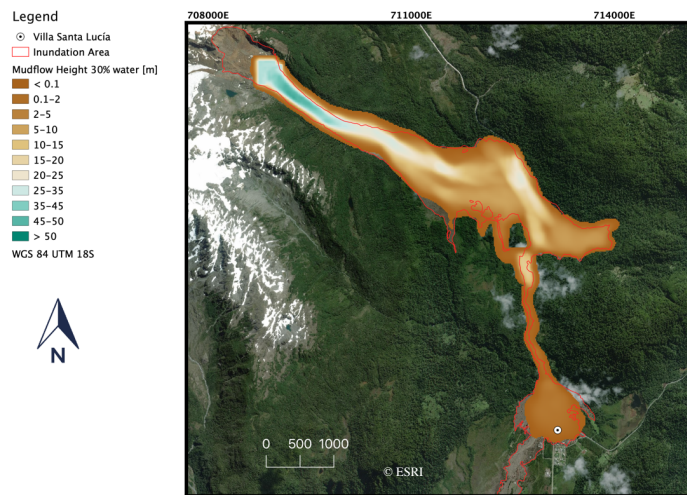 Legend
Villa Santa Lucía
Inundation Area
Mudflow Height 30% water [m]
< 0.1
0.1-2
2-5
5-10
10-15
15-20
20-25
25-35
35-45
45-50
> 50
WGS 84 UTM 18S
N
708000E 711000E 714000E
0 500 1000
© ESRI